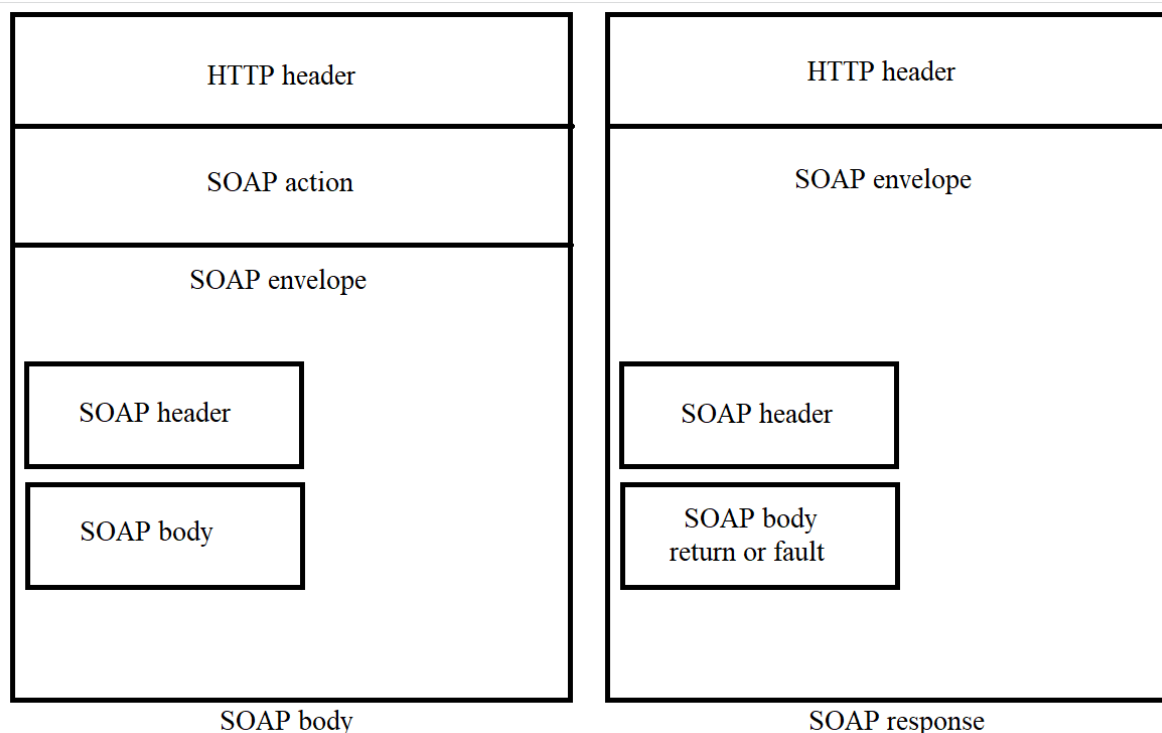 HTTP header
SOAP action
SOAP envelope
SOAP header
SOAP body
SOAP body
HTTP header
SOAP envelope
SOAP header
SOAP body
return or fault
SOAP response